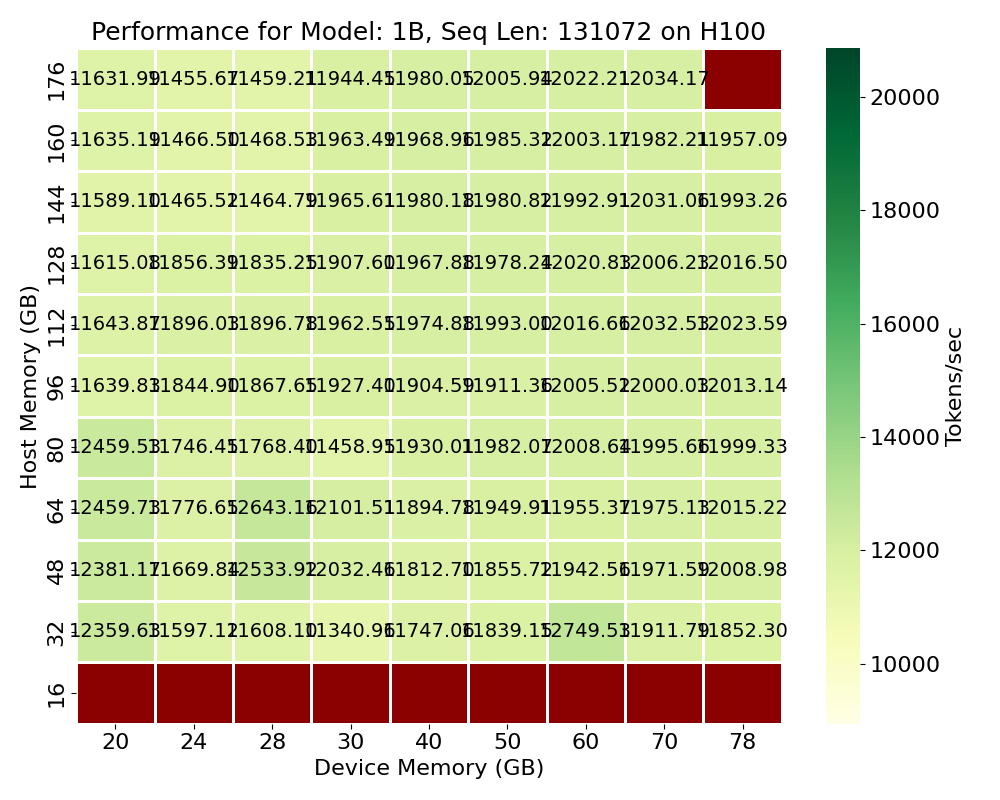 Performance for Model: 1B, Seq Len: 131072 on H100
176 11631.99 11455.67 11459.21 11944.45 11980.05 12005.94 12022.21 12034.17
160 11635.19 11466.50 11468.53 11963.49 11968.96 11985.32 12003.17 11982.21 11957.09
144 11589.10 11465.52 11464.79 11965.61 11980.18 11980.82 11992.91 12031.06 11993.26
128 11615.08 11856.39 11835.25 11907.60 11967.88 11978.24 12020.83 12006.23 12016.50
112 11643.87 11896.03 11896.78 11962.55 11974.88 11993.00 12016.66 12032.53 12023.59
96 11639.83 11844.90 11867.65 11927.40 11904.59 11911.36 12005.52 12000.03 12013.14
80 12459.53 11746.45 11768.40 11458.95 11930.01 11982.07 12008.64 11995.66 11999.33
64 12459.73 11776.65 12643.16 12101.51 11894.78 11949.91 11955.37 11975.13 12015.22
48 12381.17 11669.84 12533.92 12032.46 11812.70 11855.72 11942.56 11971.59 12008.98
32 12359.63 11597.12 11608.10 11340.96 11747.06 11839.15 12749.53 11911.79 11852.30
16
20 24 28 30 40 50 60 70 78
Device Memory (GB)
Host Memory (GB)
20000
18000
16000
14000
12000
10000
Tokens/sec